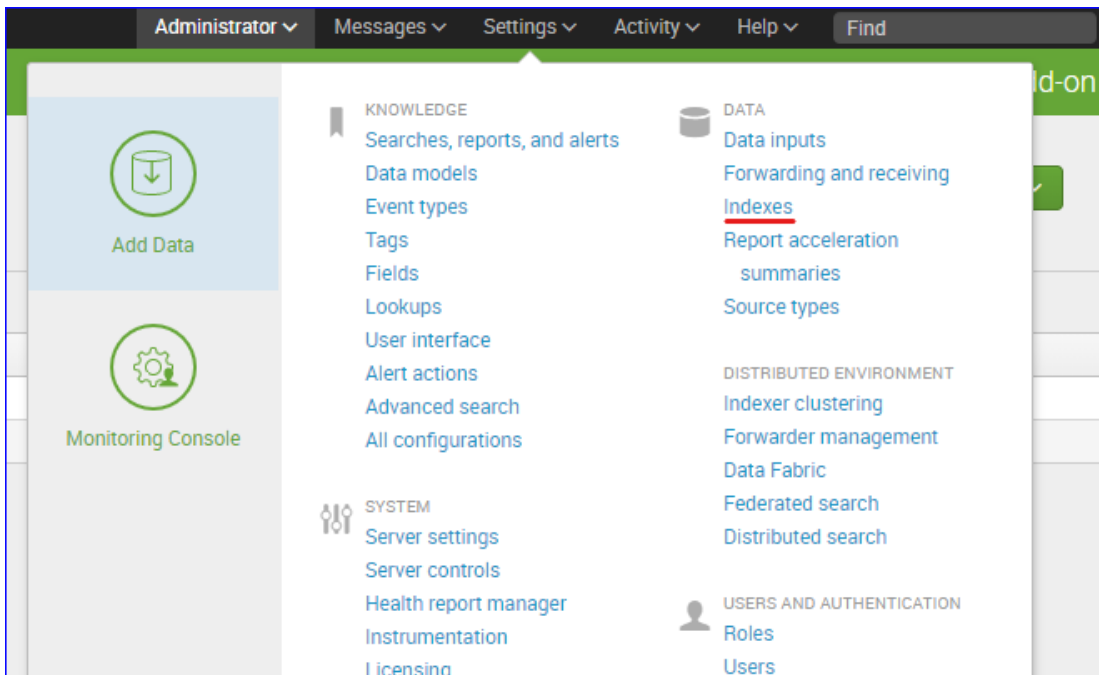 Administrator Messages Settings Activity Help Find
ld-on
Add Data
Monitoring Console
KNOWLEDGE
Searches, reports, and alerts
Data models
Event types
Tags
Fields
Lookups
User interface
Alert actions
Advanced search
All configurations
SYSTEM
Server settings
Server controls
Health report manager
Instrumentation
Licensing
DATA
Data inputs
Forwarding and receiving
Indexes
Report acceleration
summaries
Source types
DISTRIBUTED ENVIRONMENT
Indexer clustering
Forwarder management
Data Fabric
Federated search
Distributed search
USERS AND AUTHENTICATION
Roles
Users